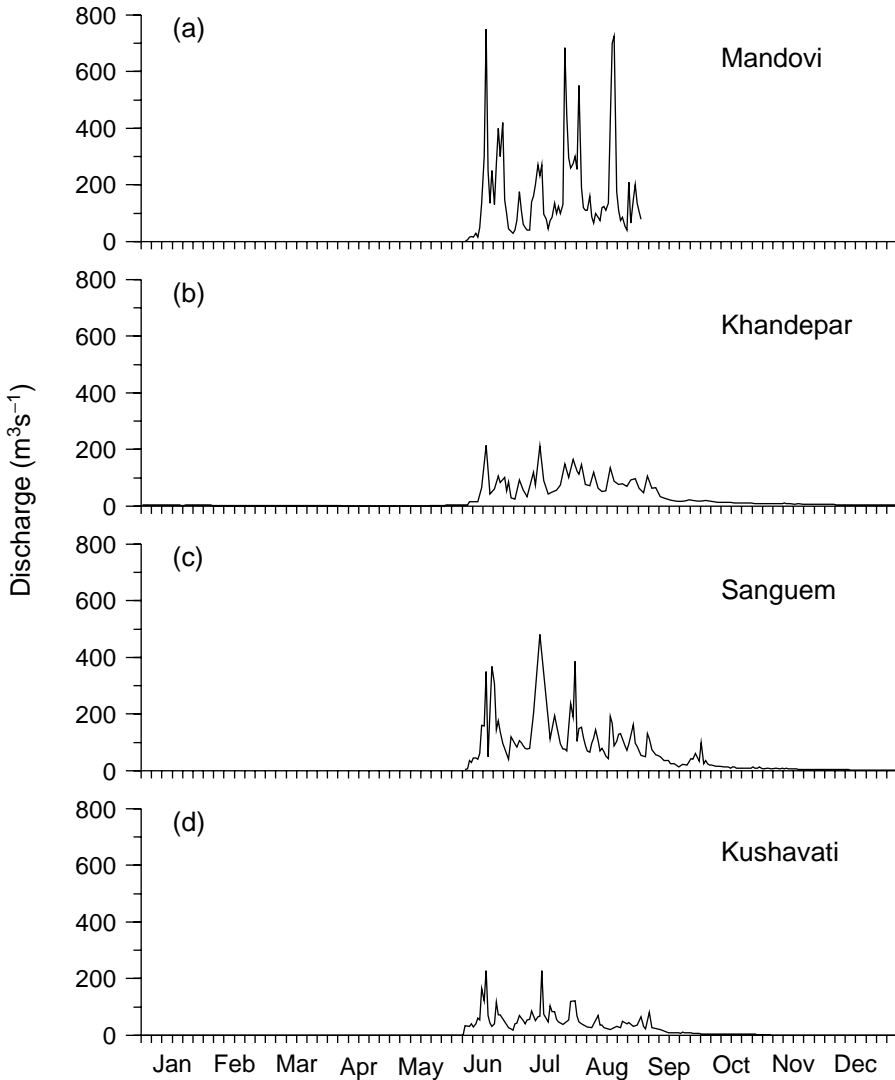 Discharge (m³s⁻¹)
(a)
Mandovi
800
600
400
200
0
(b)
Khandepar
800
600
400
200
0
(c)
Sanguem
800
600
400
200
0
(d)
Kushavati
800
600
400
200
0
Jan Feb Mar Apr May Jun Jul Aug Sep Oct Nov Dec